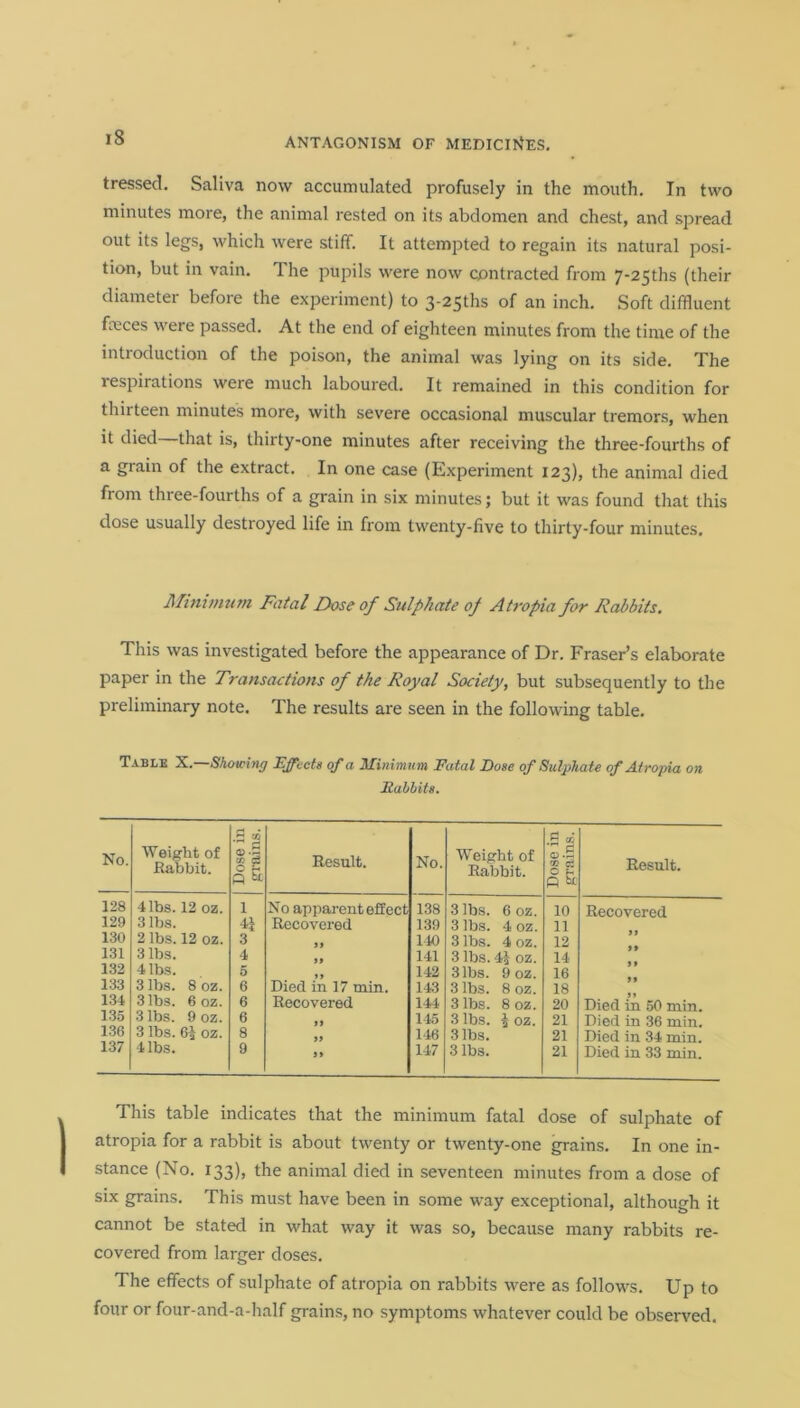 18
ANTAGONISM OF MEDICINES.
tressed. Saliva now accumulated profusely in the mouth. In two
minutes more, the animal rested on its abdomen and chest, and spread
out its legs, which were stiff. It attempted to regain its natural posi-
tion, but in vain. The pupils were now contracted from 7-25ths (their
diameter before the experiment) to 3-25ths of an inch. Soft diffluent
fæces were passed. At the end of eighteen minutes from the time of the
introduction of the poison, the animal was lying on its side. The
respirations were much laboured. It remained in this condition for
thirteen minutes more, with severe occasional muscular tremors, when
it died—that is, thirty-one minutes after receiving the three-fourths of
a grain of the extract. In one case (Experiment 123), the animal died
from three-fourths of a grain in six minutes; but it was found that this
dose usually destroyed life in from twenty-five to thirty-four minutes.
Minimum Fatal Dose of Sulphate of Atropia for Rabbits.
This was investigated before the appearance of Dr. Fraser's elaborate
paper in the Transactions of the Royal Society, but subsequently to the
preliminary note. The results are seen in the following table.
TABLE X.—Showing Effects of a Minimum Fatal Dose of Sulphate of Atropia on
Rabbits.
No. Weight of Rabbit. Dose in grains. Result. No. Weight of Rabbit. Dose in grains. Result.
128 4 lbs. 12 oz. 1 No apparent effect 138 3 lbs. 6 oz. 10 Recovered
129 3 lbs. 4½ Recovered 139 3 lbs. 4 oz. 11 ,,
130 2 lbs. 12 oz. 3 ,, 140 3 lbs. 4 oz. 12 ,,
131 3 lbs. 4 ,, 141 3 lbs. 4½ oz. 14 ,,
132 4 lbs. 5 ,, 142 3 lbs. 9 oz. 16 ,,
133 3 lbs. 8 oz. 6 Died in 17 min. 143 3 lbs. 8 oz. 18 ,,
134 3 lbs. 6 oz. 6 Recovered 144 3 lbs. 8 oz. 20 Died in 50 min.
135 3 lbs. 9 oz. 6 ,, 145 3 lbs. ½ oz. 21 Died in 36 min.
136 3 lbs. 6½ oz. 8 ,, 146 3 lbs. 21 Died in 34 min.
137 4 lbs. 9 ,, 147 3 lbs. 21 Died in 33 min.
This table indicates that the minimum fatal dose of sulphate of
atropia for a rabbit is about twenty or twenty-one grains. In one in-
stance (No. 133), the animal died in seventeen minutes from a dose of
six grains. This must have been in some way exceptional, although it
cannot be stated in what way it was so, because many rabbits re-
covered from larger doses.
The effects of sulphate of atropia on rabbits were as follows. Up to
four or four-and-a-half grains, no symptoms whatever could be observed.